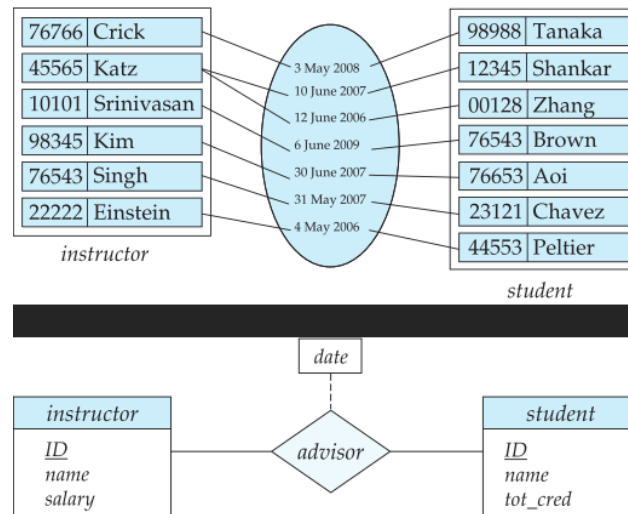 76766 Crick
45565 Katz
10101 Srinivasan
98345 Kim
76543 Singh
22222 Einstein
instructor
3 May 2008
10 June 2007
12 June 2006
6 June 2009
30 June 2007
31 May 2007
4 May 2006
98988 Tanaka
12345 Shankar
00128 Zhang
76543 Brown
76653 Aoi
23121 Chavez
44553 Peltier
student
date
instructor
ID
name
salary
advisor
student
ID
name
tot_cred